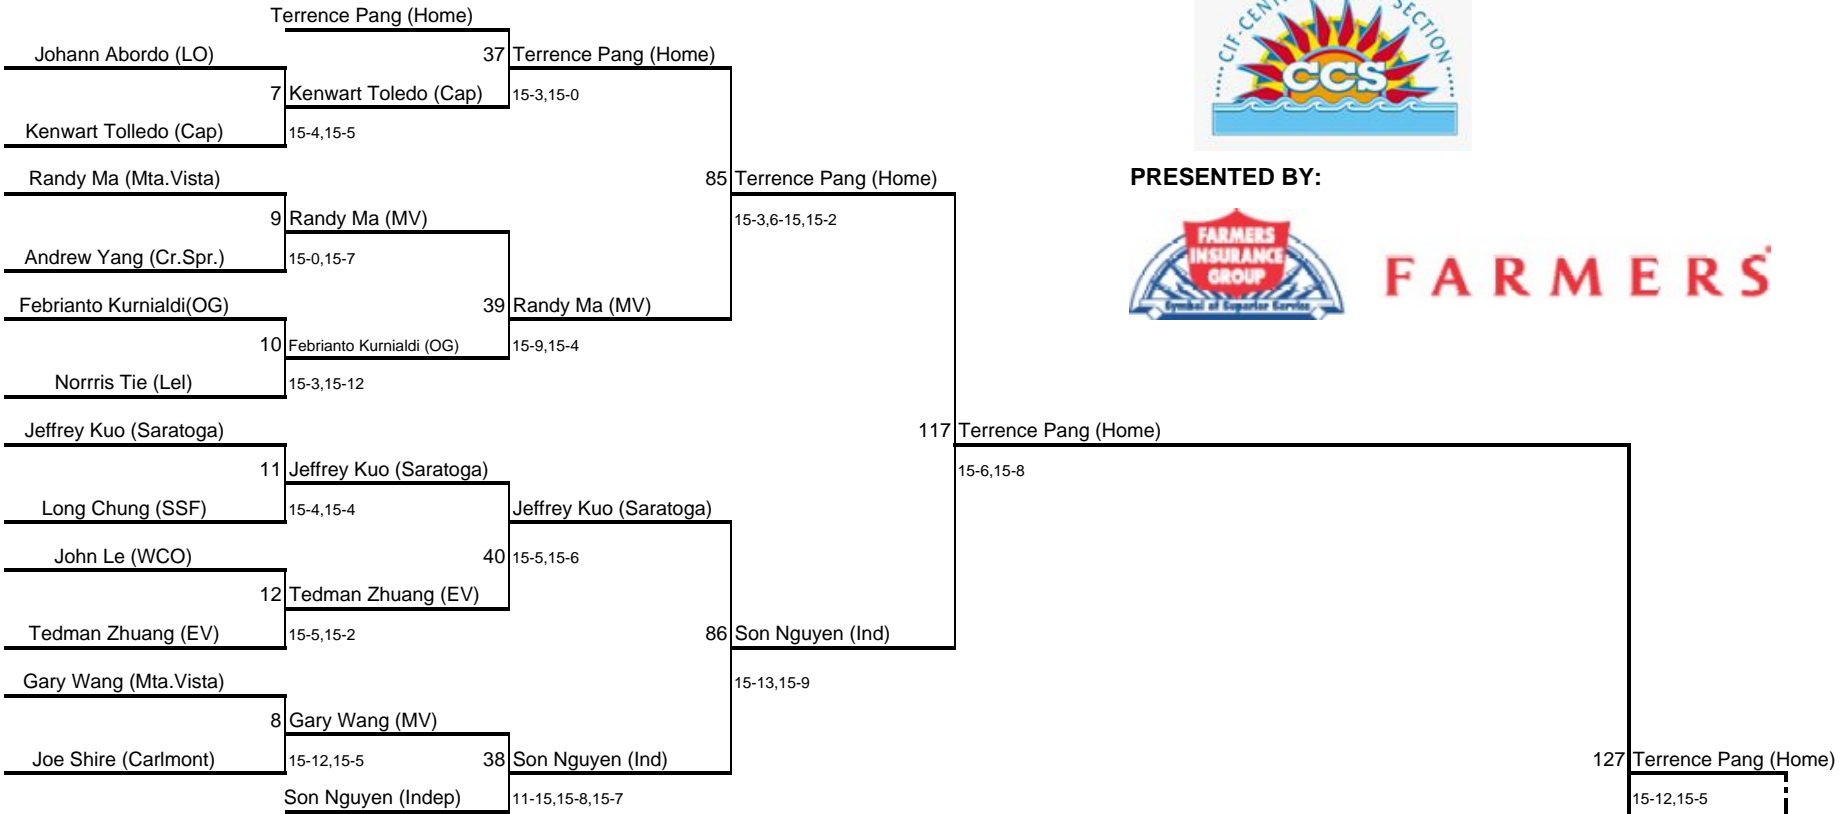 Terrence Pang (Home)
Johann Abordo (LO)
37 Terrence Pang (Home)
7 Kenwart Toledo (Cap)
15-3,15-0
Kenwart Tolledo (Cap)
15-4,15-5
Randy Ma (Mta.Vista)
85 Terrence Pang (Home)
9 Randy Ma (MV)
15-3,6-15,15-2
Andrew Yang (Cr.Spr.)
15-0,15-7
Febrianto Kurnialdi(OG)
39 Randy Ma (MV)
10 Febrianto Kurnialdi (OG)
15-9,15-4
Norrris Tie (Lel)
15-3,15-12
Jeffrey Kuo (Saratoga)
117 Terrence Pang (Home)
11 Jeffrey Kuo (Saratoga)
15-6,15-8
Long Chung (SSF)
15-4,15-4
Jeffrey Kuo (Saratoga)
John Le (WCO)
40 15-5,15-6
12 Tedman Zhuang (EV)
Tedman Zhuang (EV)
15-5,15-2
86 Son Nguyen (Ind)
Gary Wang (Mta.Vista)
15-13,15-9
8 Gary Wang (MV)
Joe Shire (Carlmont)
15-12,15-5
38 Son Nguyen (Ind)
127 Terrence Pang (Home)
Son Nguyen (Indep)
11-15,15-8,15-7
15-12,15-5
SECTION
CCS
PRESENTED BY:
FARMERS
INSURANCE
GROUP
Symbol of Superior Service
FARMERS